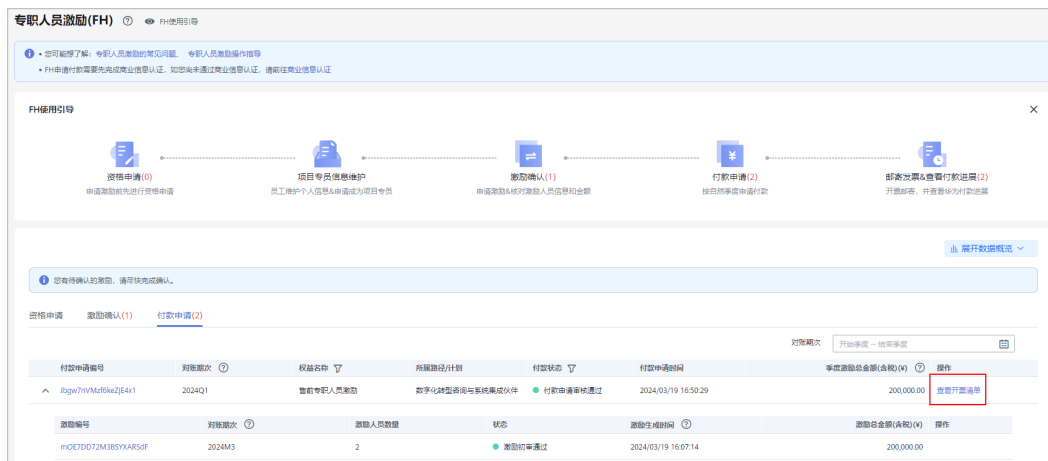 专职人员激励(FH) ? FH使用引导
• 您可能想了解：专职人员激励的常见问题、 专职人员激励操作指导
• FH申请付款需要先完成商业信息认证，如您尚未通过商业信息认证，请前往商业信息认证
FH使用引导
资格申请(0) 项目专员信息维护 激励确认(1) 付款申请(2) 邮寄发票&查看付款进展(2)
申请激励前先进行资格申请 员工维护个人信息&申请成为项目专员 申请激励&核对激励人员信息和金额 按自然季度申请付款 开票邮寄，并查看华为付款进展
展开数据概览
您有待确认的激励，请尽快完成确认。
资格申请 激励确认(1) 付款申请(2)
对账期次 开始季度 – 结束季度
付款申请编号 对账期次 ? 权益名称 所属路径/计划 付款状态 付款申请时间 季度激励总金额(含税)(¥) ? 操作
Jbgw7nVMzf6keZjE4x1 2024Q1 售前专职人员激励 数字化转型咨询与系统集成伙伴 付款申请审核通过 2024/03/19 16:50:29 200,000.00 查看开票清单
激励编号 对账期次 ? 激励人员数量 状态 激励生成时间 ? 激励总金额(含税)(¥) 操作
mOE7DD72M3BSYXARSdF 2024M3 2 激励初审通过 2024/03/19 16:07:14 200,000.00